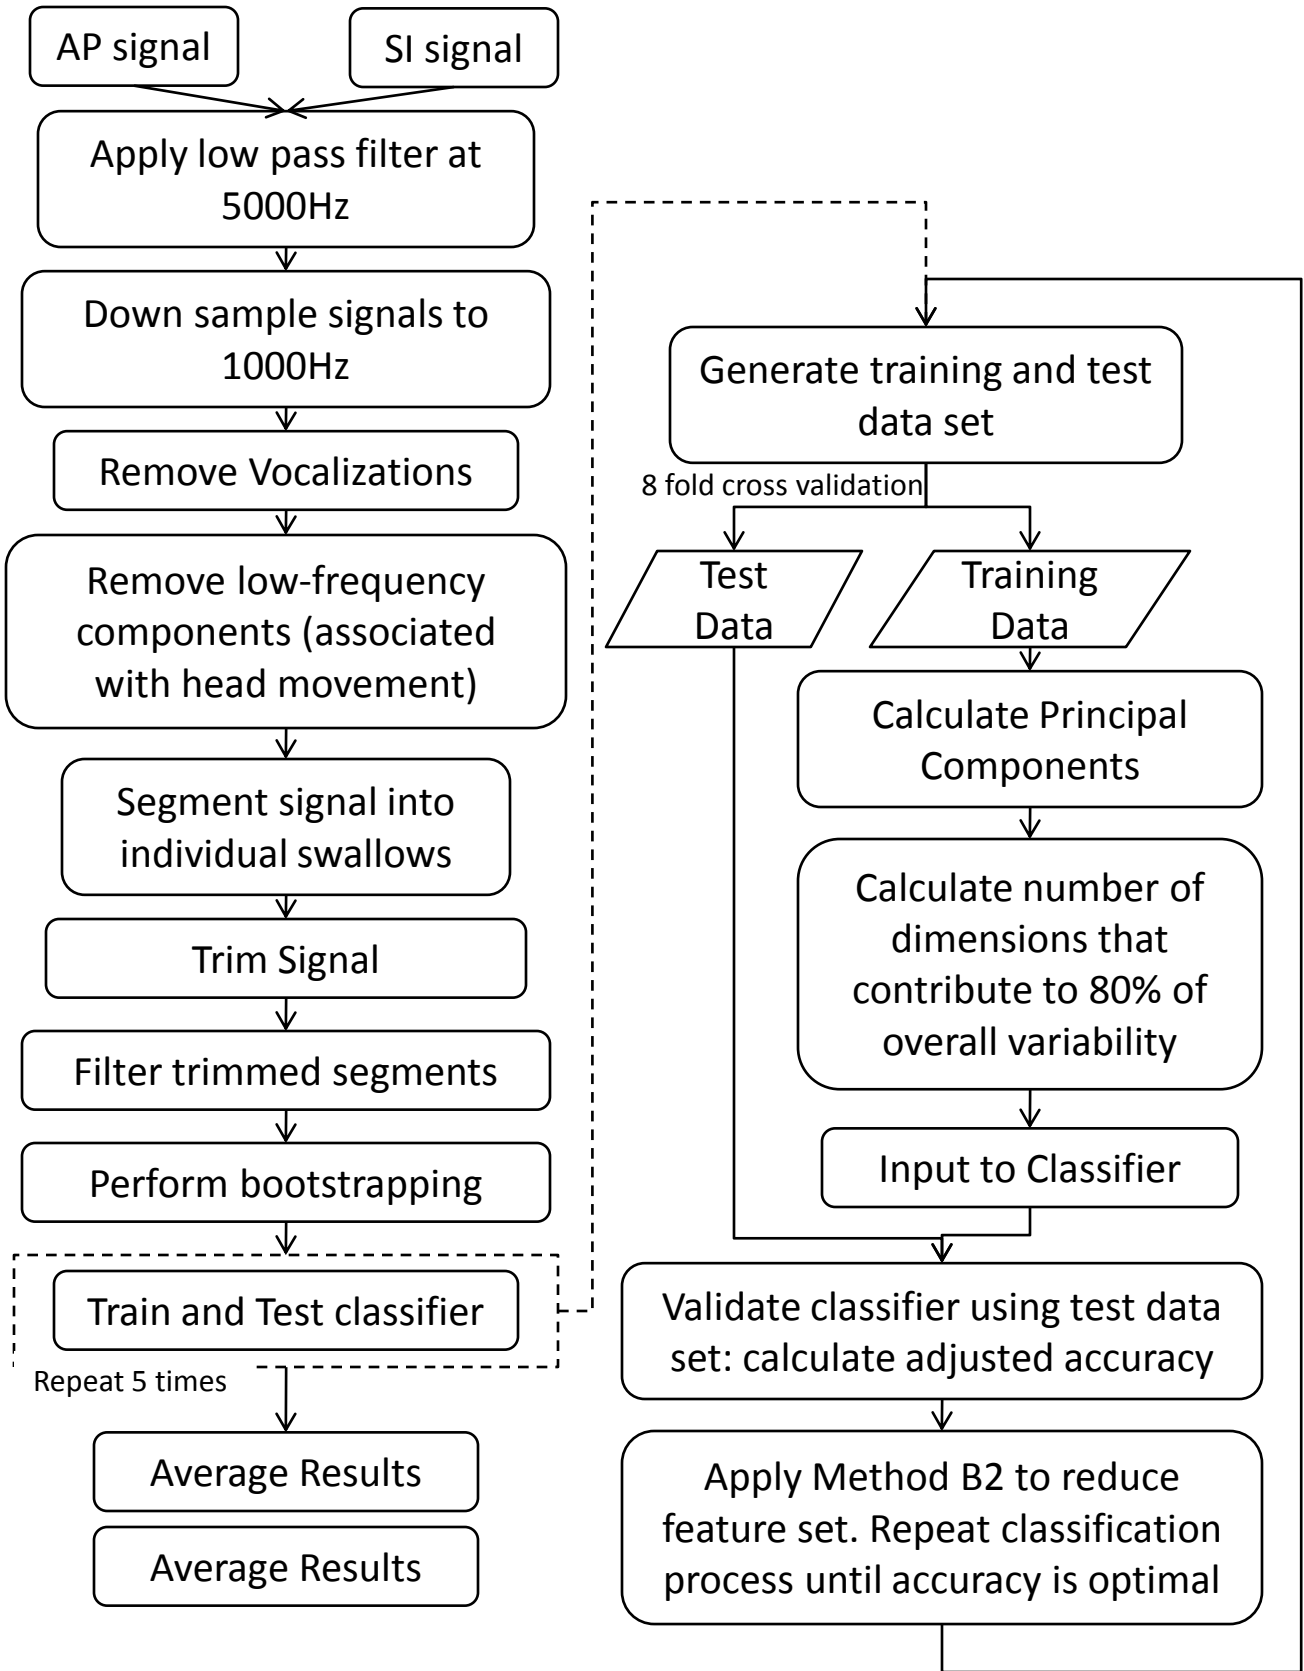 AP signal
SI signal
Apply low pass filter at
5000Hz
Down sample signals to
1000Hz
Remove Vocalizations
Remove low-frequency
components (associated
with head movement)
Segment signal into
individual swallows
Trim Signal
Filter trimmed segments
Perform bootstrapping
Train and Test classifier
Repeat 5 times
Average Results
Average Results
Generate training and test
data set
8 fold cross validation
Test
Data
Training
Data
Calculate Principal
Components
Calculate number of
dimensions that
contribute to 80% of
overall variability
Input to Classifier
Validate classifier using test data
set: calculate adjusted accuracy
Apply Method B2 to reduce
feature set. Repeat classification
process until accuracy is optimal